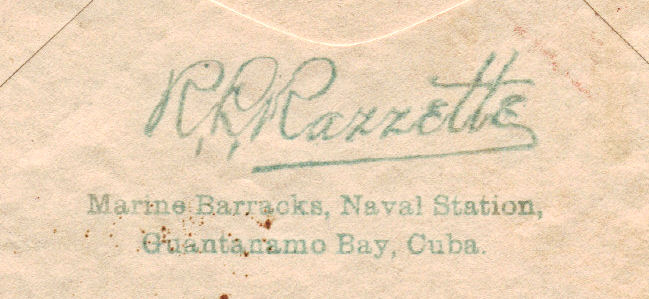 R.R. Razzette
Marine Barracks, Naval Station,
Guantanamo Bay, Cuba.